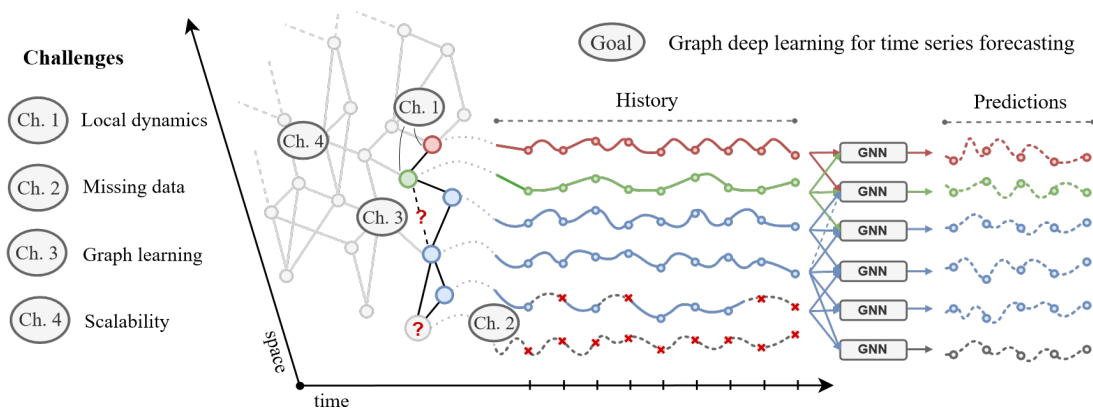 Goal Graph deep learning for time series forecasting
Challenges
Ch. 1 Local dynamics
Ch. 2 Missing data
Ch. 3 Graph learning
Ch. 4 Scalability
Ch. 1
Ch. 4
Ch. 3
?
?
Ch. 2
space
time
History
Predictions
GNN
GNN
GNN
GNN
GNN
GNN